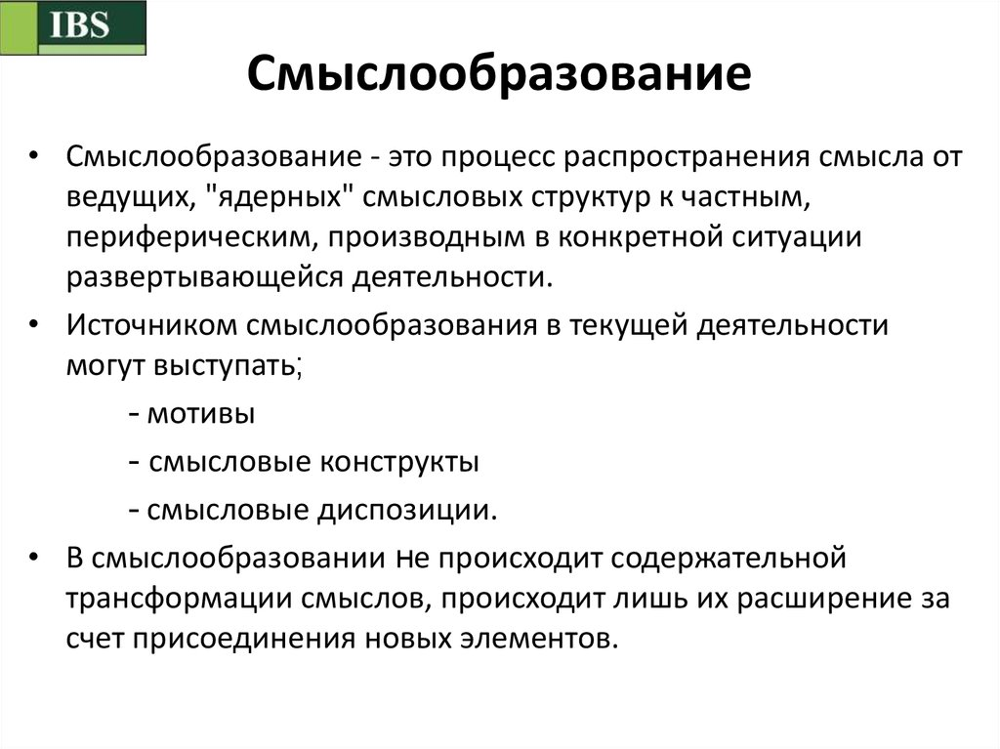 IBS
Смыслообразование
• Смыслообразование - это процесс распространения смысла от
ведущих, "ядерных" смысловых структур к частным,
периферическим, производным в конкретной ситуации
развертывающейся деятельности.
• Источником смыслообразования в текущей деятельности
могут выступать;
- мотивы
- смысловые конструкты
- смысловые диспозиции.
• В смыслообразовании не происходит содержательной
трансформации смыслов, происходит лишь их расширение за
счет присоединения новых элементов.